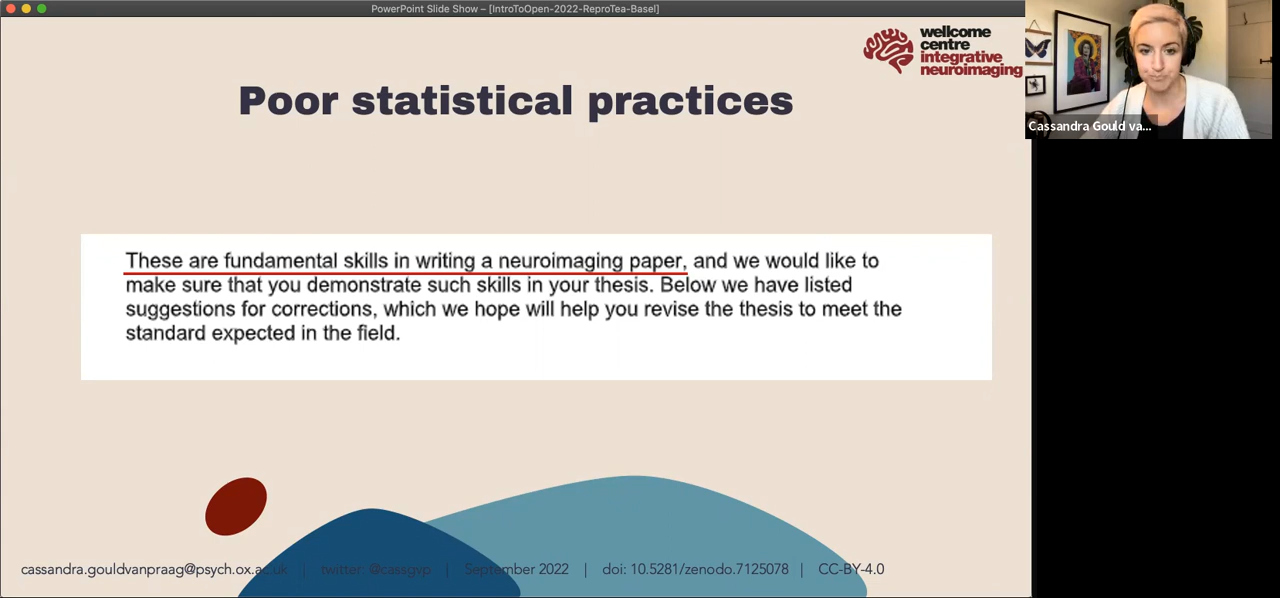 PowerPoint Slide Show – [IntroToOpen-2022-ReproTea-Basel]
wellcome
centre
integrative
neuroimaging
Cassandra Gould va...
Poor statistical practices
These are fundamental skills in writing a neuroimaging paper, and we would like to
make sure that you demonstrate such skills in your thesis. Below we have listed
suggestions for corrections, which we hope will help you revise the thesis to meet the
standard expected in the field.
cassandra.gouldvanpraag@psych.ox.ac.uk | twitter: @cassgvp | September 2022 | doi: 10.5281/zenodo.7125078 | CC-BY-4.0